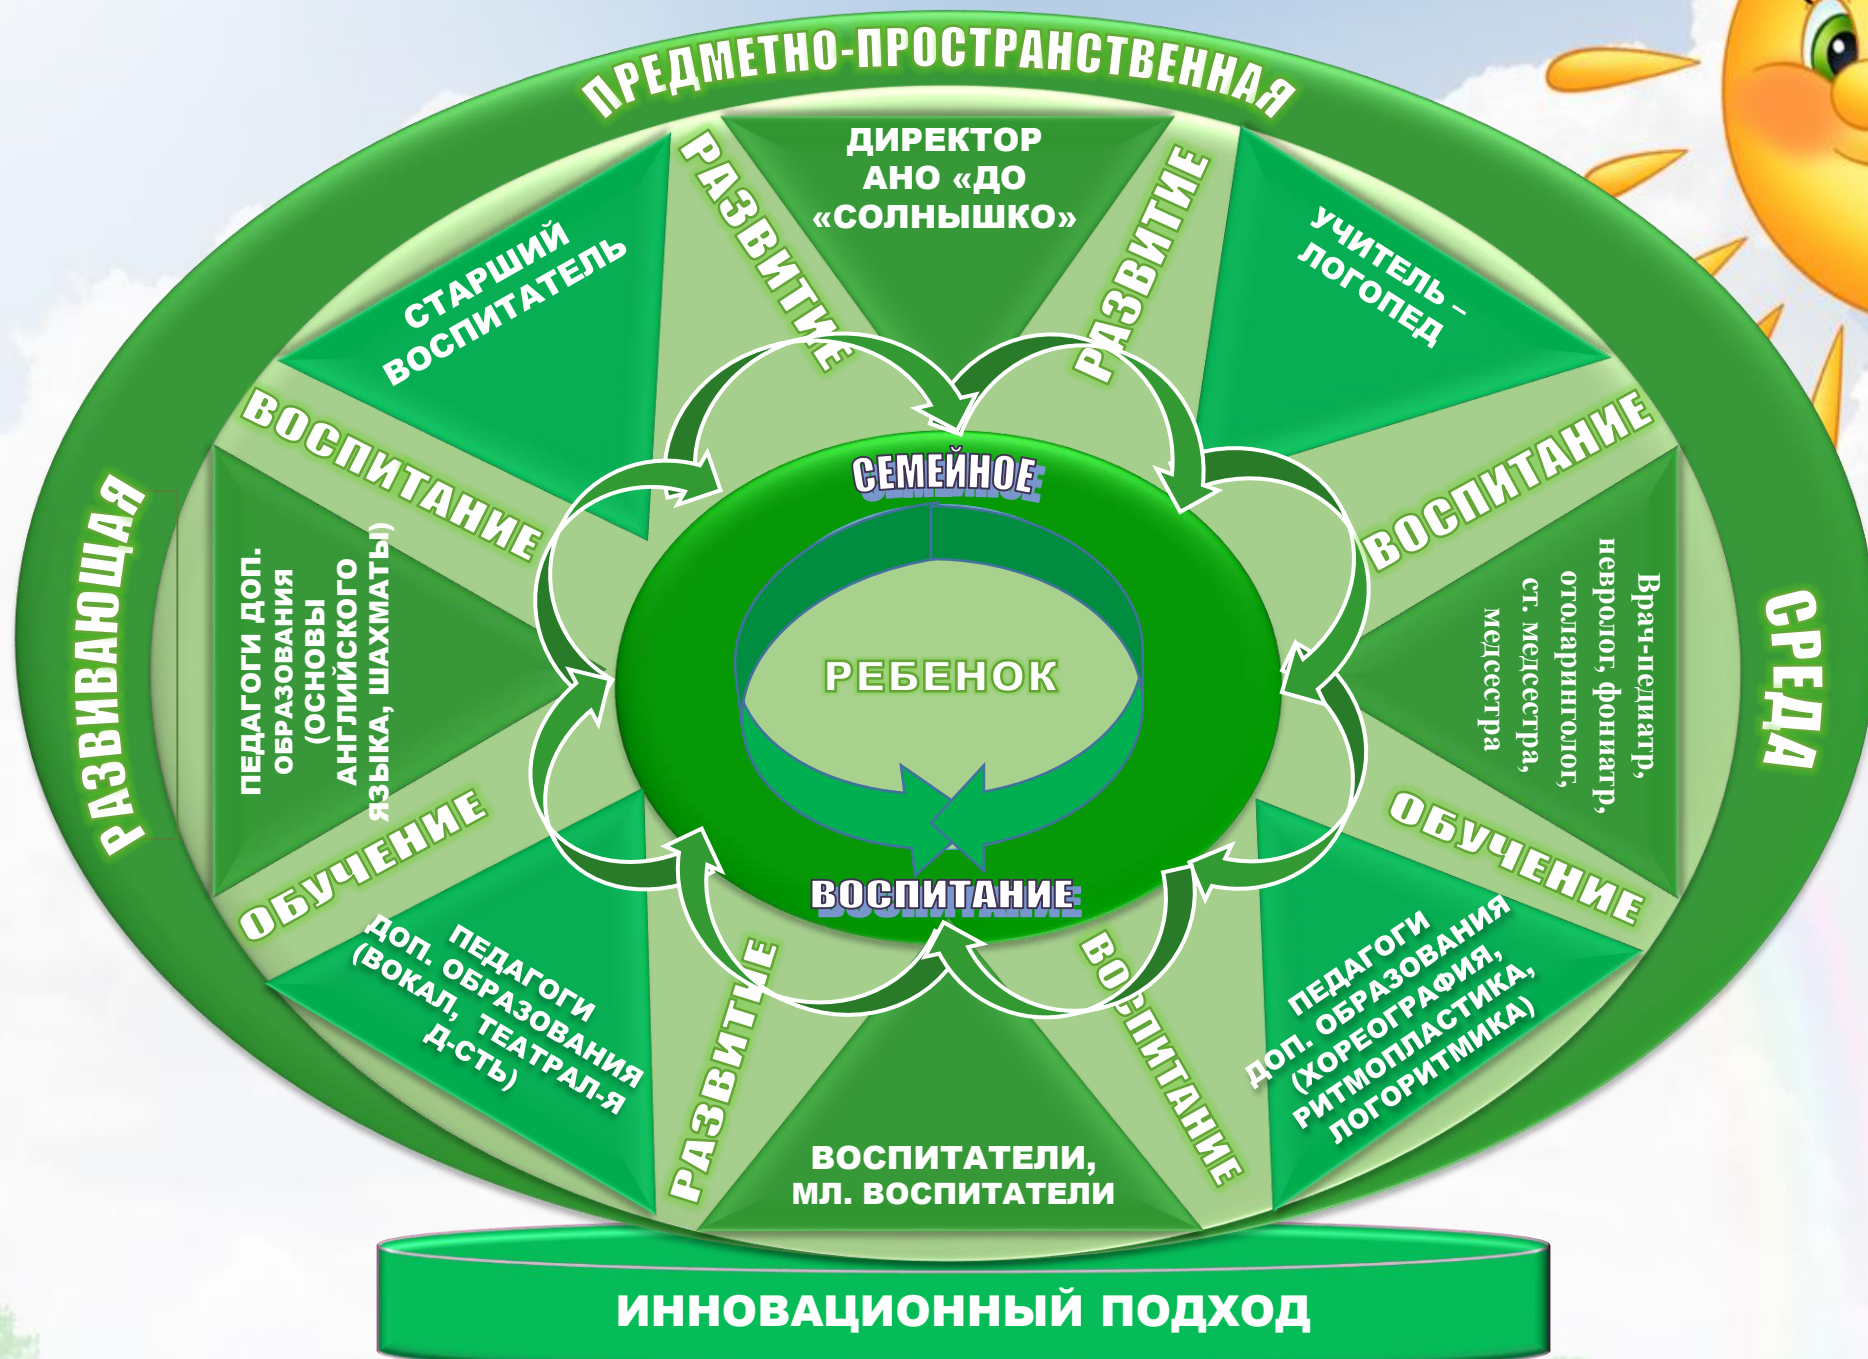 ПРЕДМЕТНО-ПРОСТРАНСТВЕННАЯ
РАЗВИВАЮЩАЯ
СРЕДА
ДИРЕКТОР
АНО «ДО
«СОЛНЫШКО»
РАЗВИТИЕ
РАЗВИТИЕ
СТАРШИЙ
ВОСПИТАТЕЛЬ
УЧИТЕЛЬ –
ЛОГОПЕД
ВОСПИТАНИЕ
ВОСПИТАНИЕ
ПЕДАГОГИ ДОП.
ОБРАЗОВАНИЯ
(ОСНОВЫ
АНГЛИЙСКОГО
ЯЗЫКА, ШАХМАТЫ)
СЕМЕЙНОЕ
РЕБЕНОК
ВОСПИТАНИЕ
Врач-педиатр,
невролог, фониатр,
отоларинголог,
ст. медсестра,
медсестра
ОБУЧЕНИЕ
ОБУЧЕНИЕ
ПЕДАГОГИ
ДОП. ОБРАЗОВАНИЯ
(ВОКАЛ, ТЕАТРАЛ-Я
Д-СТЬ)
РАЗВИТИЕ
ВОСПИТАНИЕ
ПЕДАГОГИ
ДОП. ОБРАЗОВАНИЯ
(ХОРЕОГРАФИЯ,
РИТМОПЛАСТИКА,
ЛОГОРИТМИКА)
ВОСПИТАТЕЛИ,
МЛ. ВОСПИТАТЕЛИ
ИННОВАЦИОННЫЙ ПОДХОД